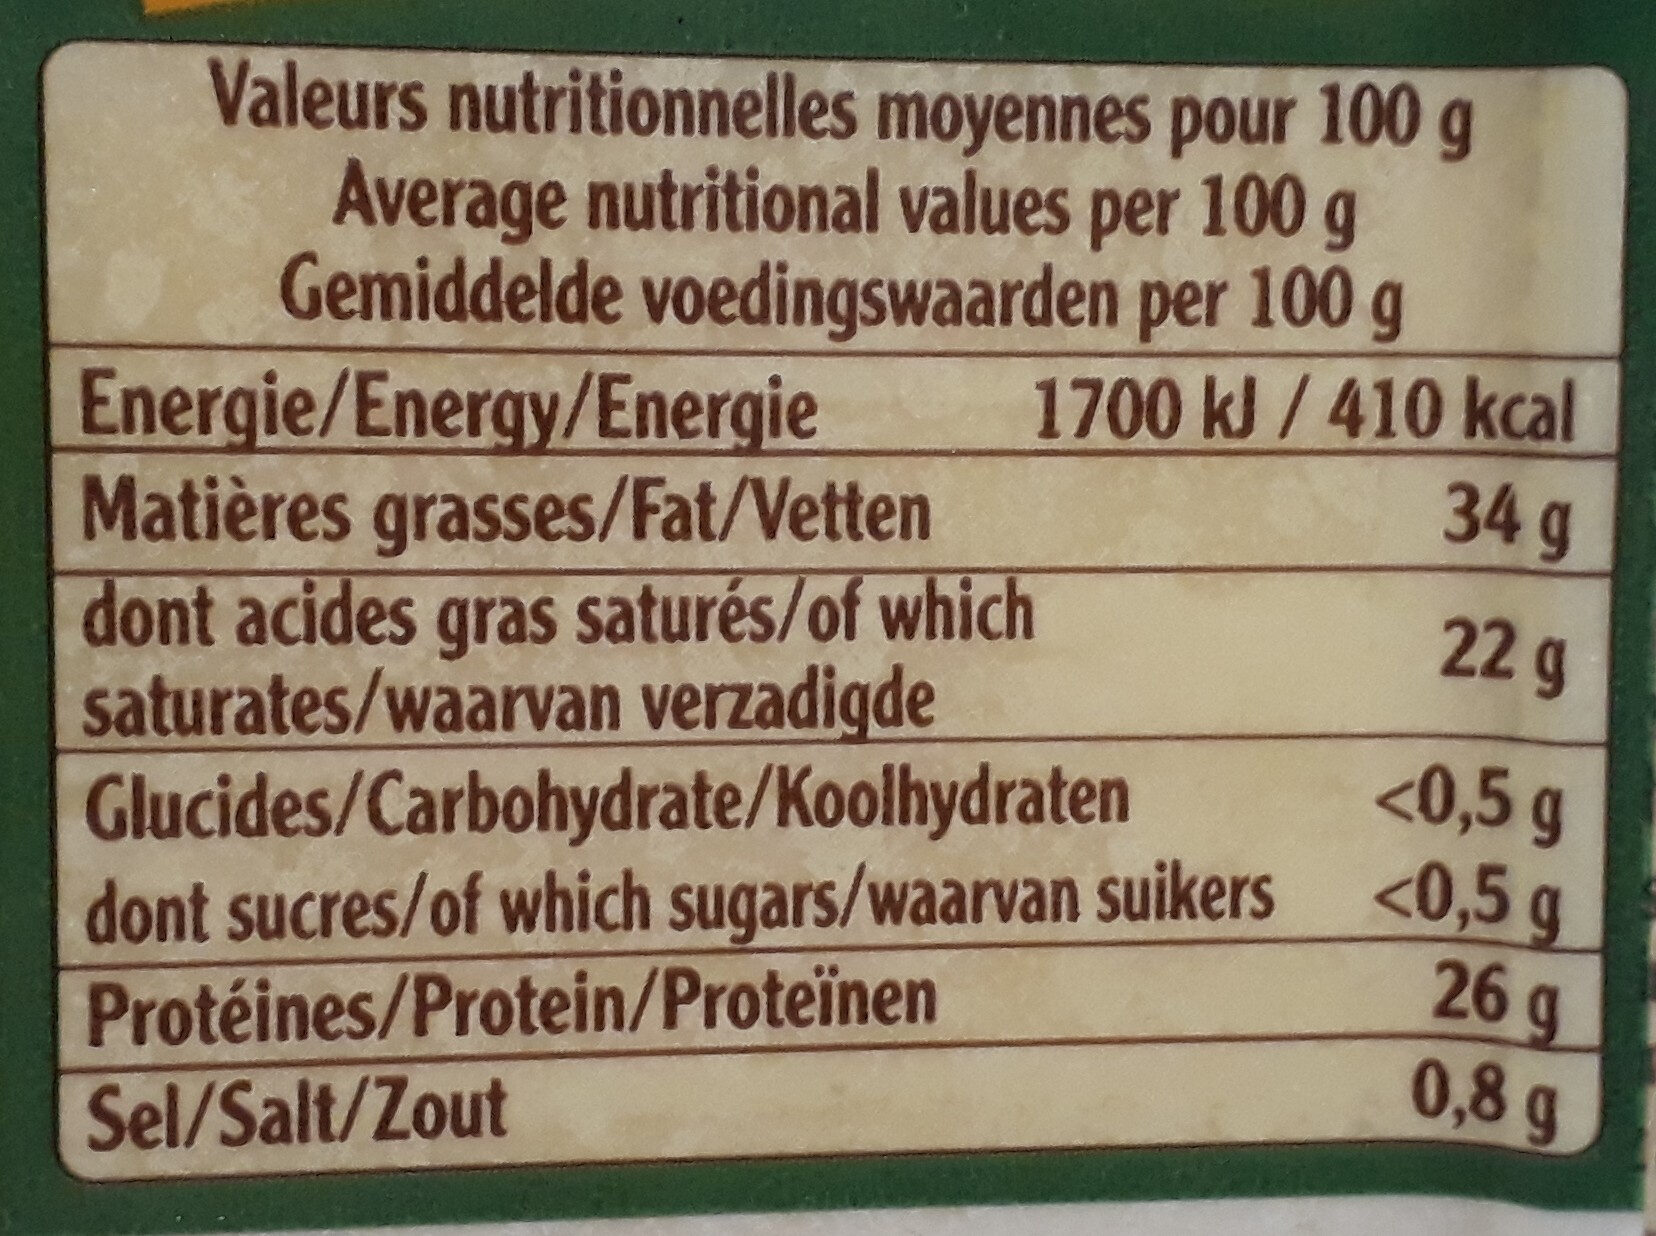 Valeurs nutritionnelles moyennes pour 100 g
Average nutritional values per 100 g
Gemiddelde voedingswaarden per 100 g
Energie/Energy/Energie 1700 kJ / 410 kcal
Matières grasses/Fat/Vetten 34 g
dont acides gras saturés/of which
saturates/waarvan verzadigde 22 g
Glucides/Carbohydrate/Koolhydraten <0,5 g
dont sucres/of which sugars/waarvan suikers <0,5 g
Protéines/Protein/Proteïnen 26 g
Sel/Salt/Zout 0,8 g